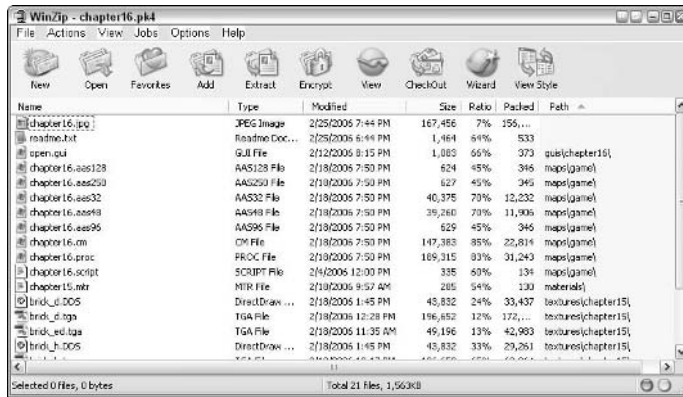 WinZip - chapter16.pk4
File Actions View Jobs Options Help
New Open Favorites Add Extract Encrypt View CheckOut Wizard View Style
Name Type Modified Size Ratio Packed Path
chapter16.jpg JPEG Image 2/25/2006 7:44 PM 167,456 7% 156,...
readme.txt Readme Doc... 2/25/2006 6:44 PM 1,464 64% 533
open.gui GUI File 2/12/2006 8:15 PM 1,083 66% 373 guis\chapter16\
chapter16.aas128 AAS128 File 2/18/2006 7:50 PM 624 45% 346 maps\game\
chapter16.aas250 AAS250 File 2/18/2006 7:50 PM 627 45% 345 maps\game\
chapter16.aas32 AAS32 File 2/18/2006 7:50 PM 40,375 70% 12,232 maps\game\
chapter16.aas48 AAS48 File 2/18/2006 7:50 PM 39,260 70% 11,906 maps\game\
chapter16.aas96 AAS96 File 2/18/2006 7:50 PM 629 45% 346 maps\game\
chapter16.cm CM File 2/18/2006 7:50 PM 147,383 85% 22,814 maps\game\
chapter16.proc PROC File 2/18/2006 7:50 PM 189,315 83% 31,243 maps\game\
chapter16.script SCRIPT File 2/4/2006 12:00 PM 335 60% 134 maps\game\
chapter15.mtr MTR File 2/18/2006 9:57 AM 285 54% 130 materials\
brick_d.DDS DirectDraw ... 2/18/2006 1:45 PM 43,832 24% 33,437 textures\chapter15\
brick_d.tga TGA File 2/18/2006 12:28 PM 196,652 12% 172,... textures\chapter15\
brick_ed.tga TGA File 2/18/2006 11:35 AM 49,196 13% 42,983 textures\chapter15\
brick_h.DDS DirectDraw ... 2/18/2006 1:45 PM 43,832 33% 29,261 textures\chapter15\
Selected 0 files, 0 bytes Total 21 files, 1,563KB